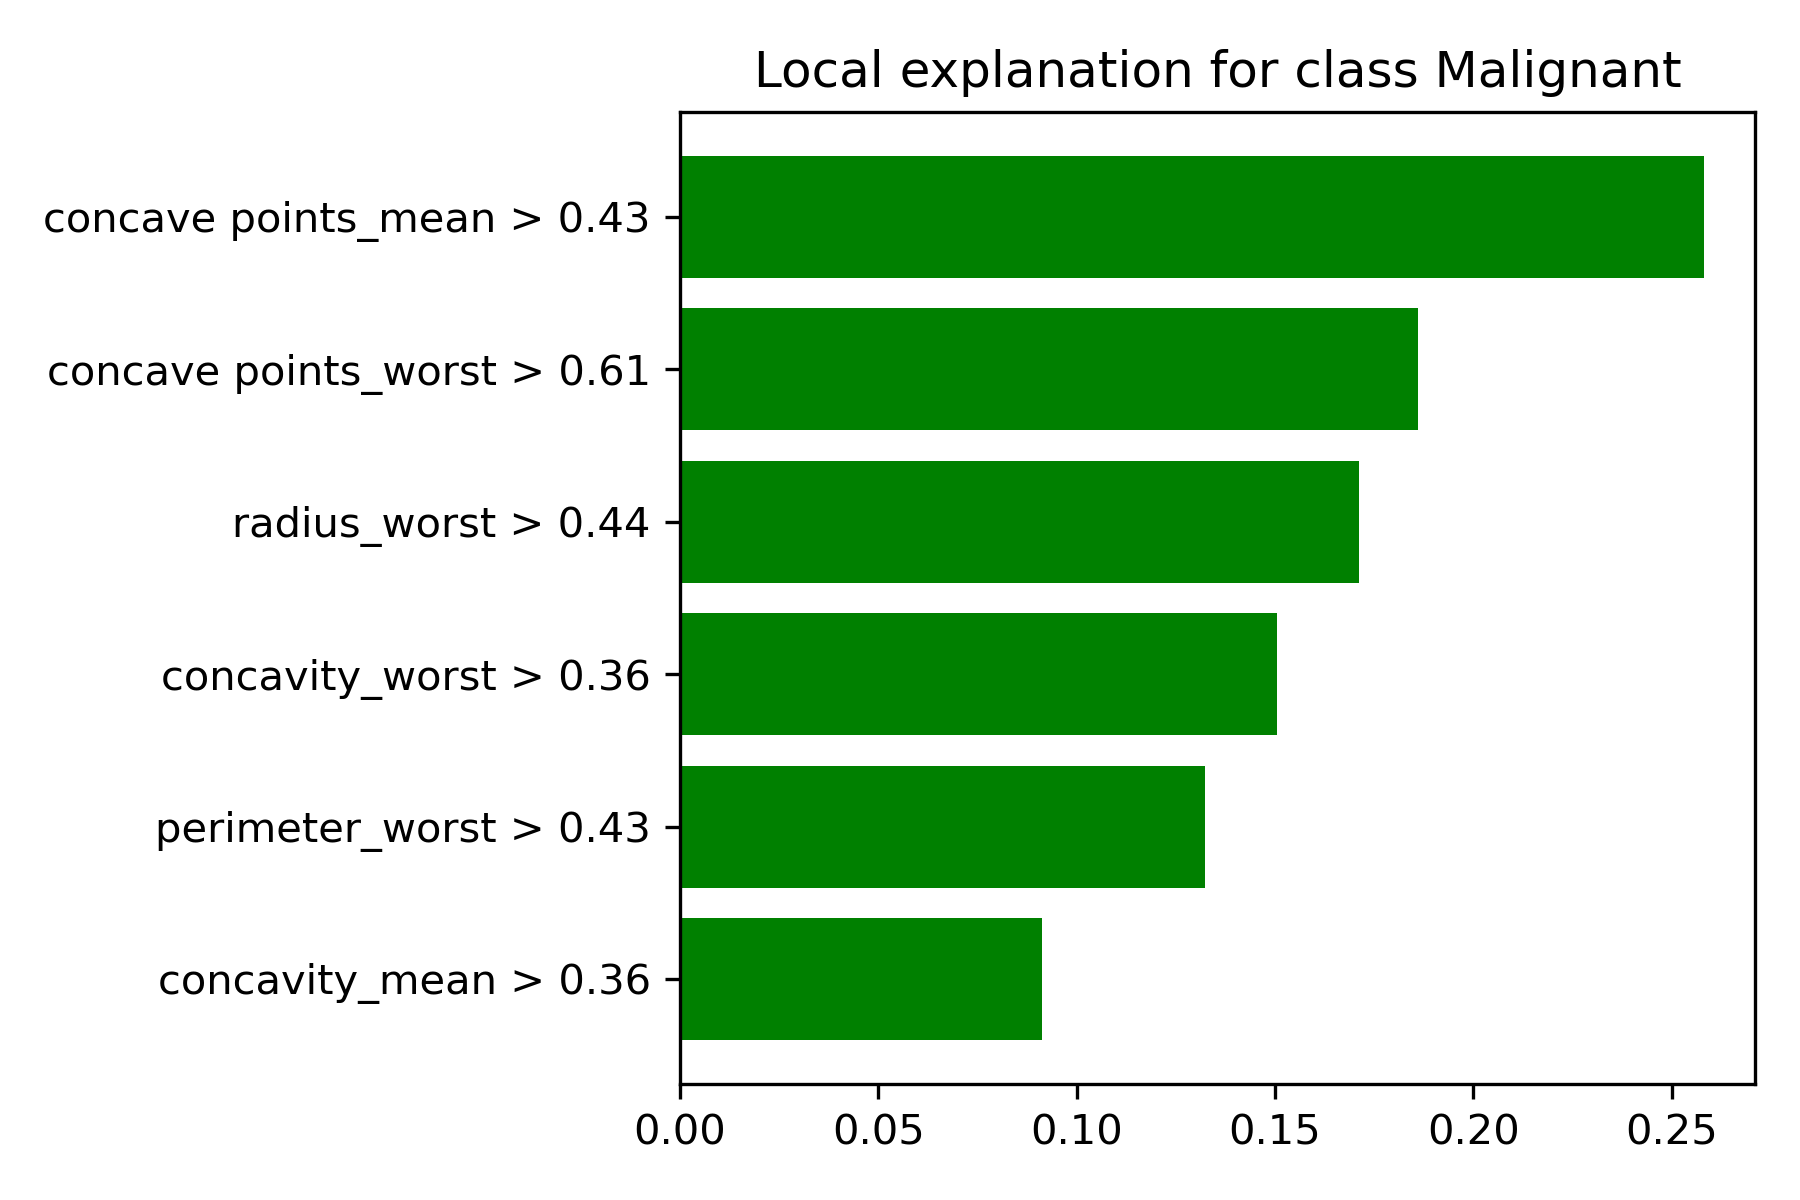 Local explanation for class Malignant
concave points_mean > 0.43
concave points_worst > 0.61
radius_worst > 0.44
concavity_worst > 0.36
perimeter_worst > 0.43
concavity_mean > 0.36
0.00 0.05 0.10 0.15 0.20 0.25